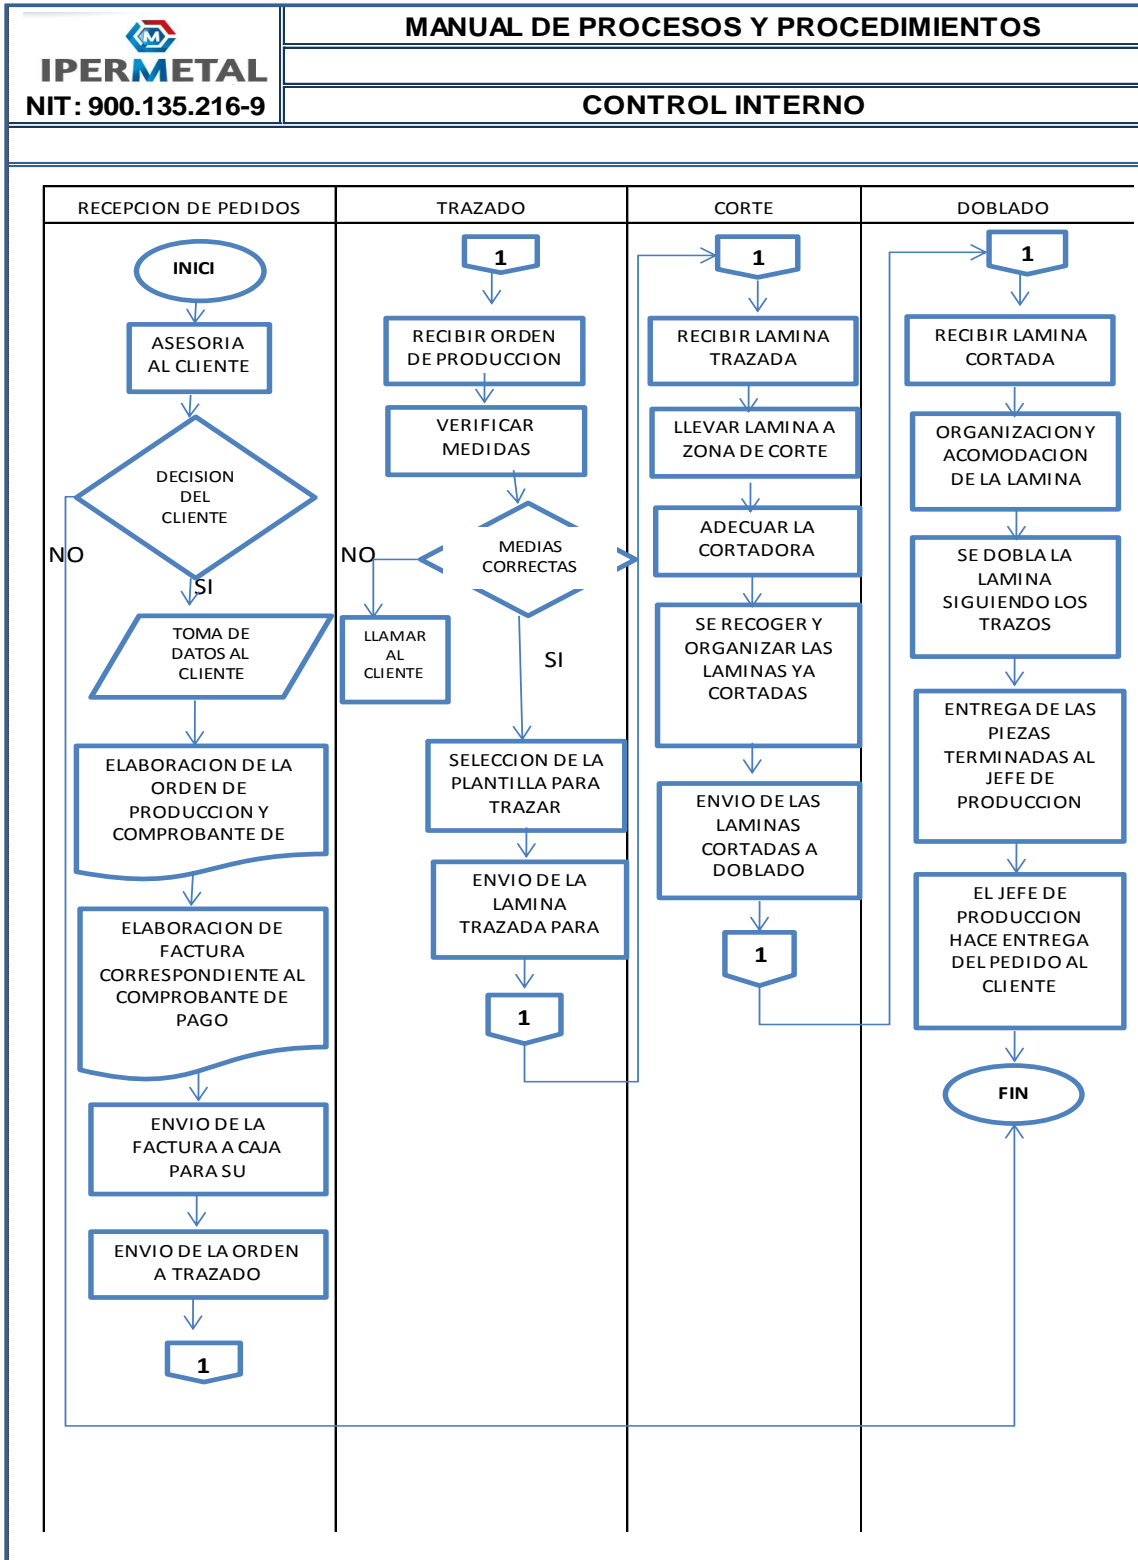 MANUAL DE PROCESOS Y PROCEDIMIENTOS
IPERMETAL
NIT: 900.135.216-9
CONTROL INTERNO
RECEPCION DE PEDIDOS
INICI
ASESORIA
AL CLIENTE
DECISION
DEL
CLIENTE
NO
SI
TOMA DE
DATOS AL
CLIENTE
ELABORACION DE LA
ORDEN DE
PRODUCCION Y
COMPROBANTE DE
ELABORACION DE
FACTURA
CORRESPONDIENTE AL
COMPROBANTE DE
PAGO
ENVIO DE LA
FACTURA A CAJA
PARA SU
ENVIO DE LA ORDEN
A TRAZADO
1
TRAZADO
1
RECIBIR ORDEN
DE PRODUCCION
VERIFICAR
MEDIDAS
MEDIAS
CORRECTAS
NO
LLAMAR
AL
CLIENTE
SI
SELECCION DE LA
PLANTILLA PARA
TRAZAR
ENVIO DE LA
LAMINA
TRAZADA PARA
1
CORTE
1
RECIBIR LAMINA
TRAZADA
LLEVAR LAMINA A
ZONA DE CORTE
ADECUAR LA
CORTADORA
SE RECOGER Y
ORGANIZAR LAS
LAMINAS YA
CORTADAS
ENVIO DE LAS
LAMINAS
CORTADAS A
DOBLADO
1
DOBLADO
1
RECIBIR LAMINA
CORTADA
ORGANIZACION Y
ACOMODACION
DE LA LAMINA
SE DOBLA LA
LAMINA
SIGUIENDO LOS
TRAZOS
ENTREGA DE LAS
PIEZAS
TERMINADAS AL
JEFE DE
PRODUCCION
EL JEFE DE
PRODUCCION
HACE ENTREGA
DEL PEDIDO AL
CLIENTE
FIN